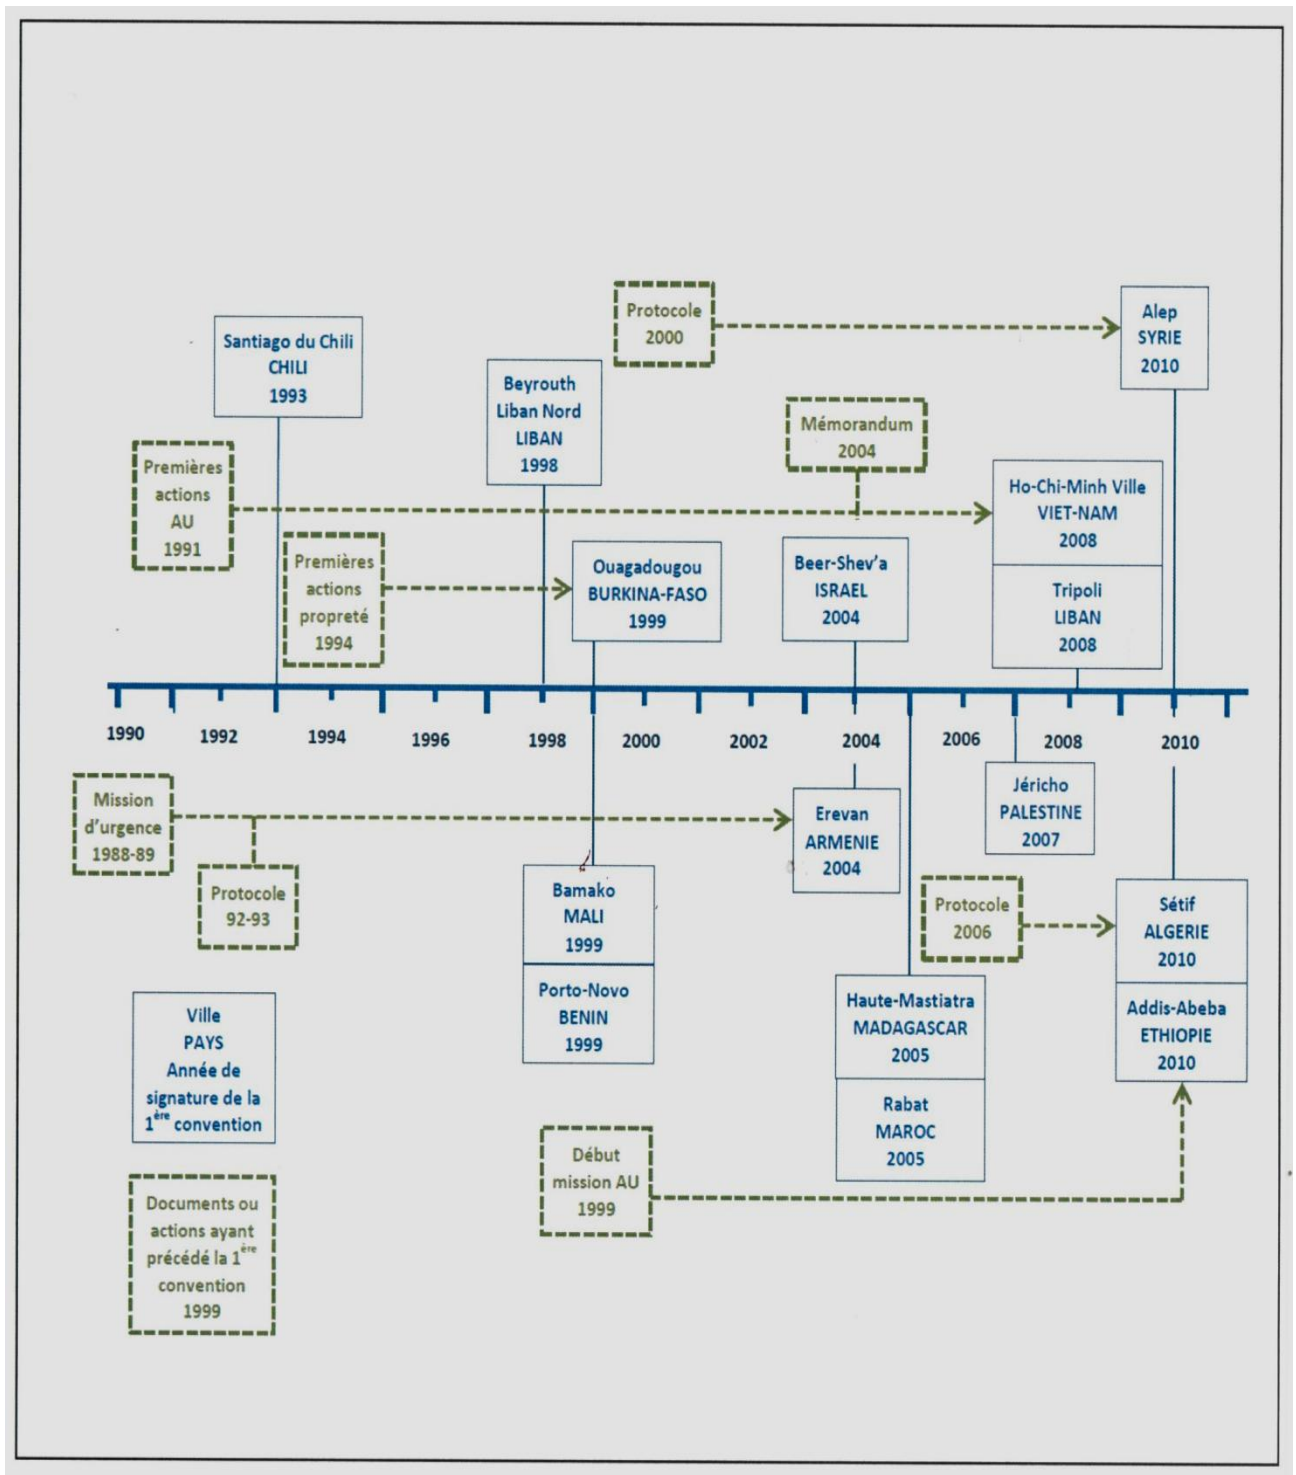 Protocole
2000
Alep
SYRIE
2010
Santiago du Chili
CHILI
1993
Beyrouth
Liban Nord
LIBAN
1998
Mémorandum
2004
Premières
actions
AU
1991
Ho-Chi-Minh Ville
VIET-NAM
2008
Premières
actions
propreté
1994
Ouagadougou
BURKINA-FASO
1999
Beer-Shev'a
ISRAEL
2004
Tripoli
LIBAN
2008
1990 1992 1994 1996 1998 2000 2002 2004 2006 2008 2010
Mission
d'urgence
1988-89
Erevan
ARMENIE
2004
Jéricho
PALESTINE
2007
Protocole
92-93
Bamako
MALI
1999
Protocole
2006
Sétif
ALGERIE
2010
Porto-Novo
BENIN
1999
Haute-Mastiatra
MADAGASCAR
2005
Addis-Abeba
ETHIOPIE
2010
Ville
PAYS
Année de
signature de la
1ère convention
Rabat
MAROC
2005
Début
mission AU
1999
Documents ou
actions ayant
précédé la 1ère
convention
1999